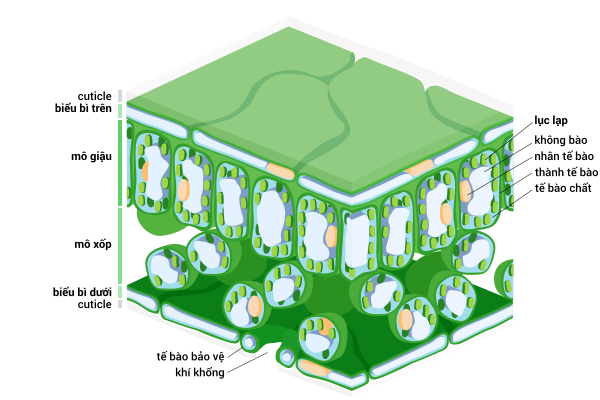 cuticle
biểu bì trên
mô giậu
mô xốp
biểu bì dưới
cuticle
lục lạp
không bào
nhân tế bào
thành tế bào
tế bào chất
tế bào bảo vệ
khí khổng